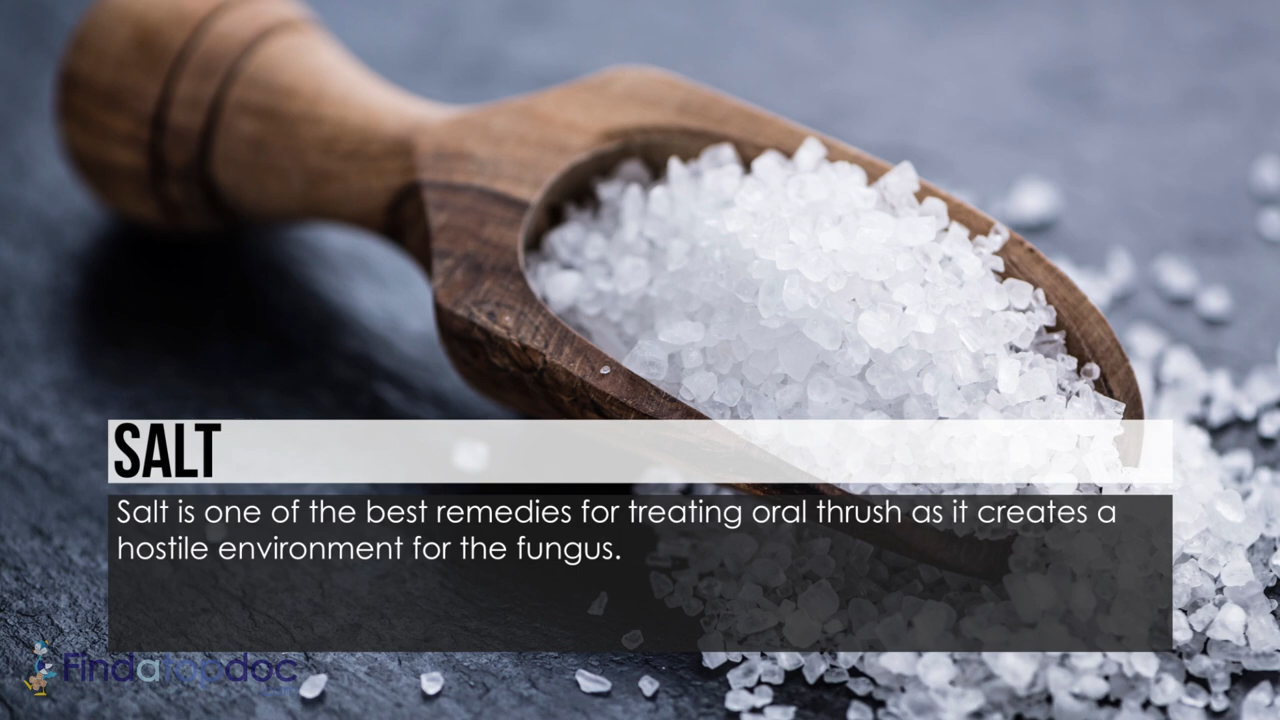 SALT
Salt is one of the best remedies for treating oral thrush as it creates a
hostile environment for the fungus.
Findatopdoc